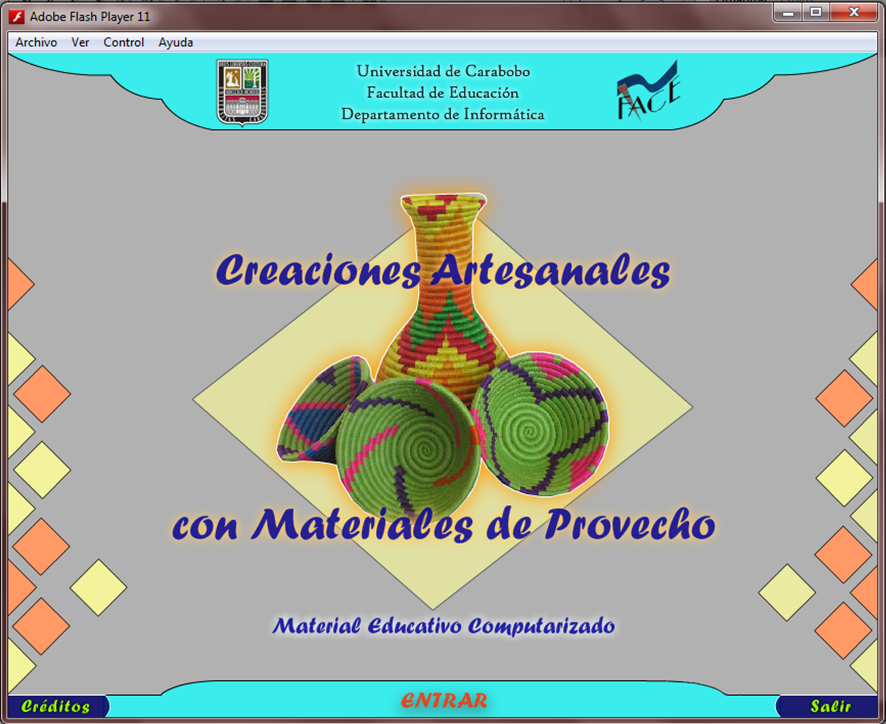 Adobe Flash Player 11
Archivo Ver Control Ayuda
Universidad de Carabobo
Facultad de Educación
Departamento de Informática
FACE
Creaciones Artesanales
con Materiales de Provecho
Material Educativo Computarizado
Créditos
ENTRAR
Salir